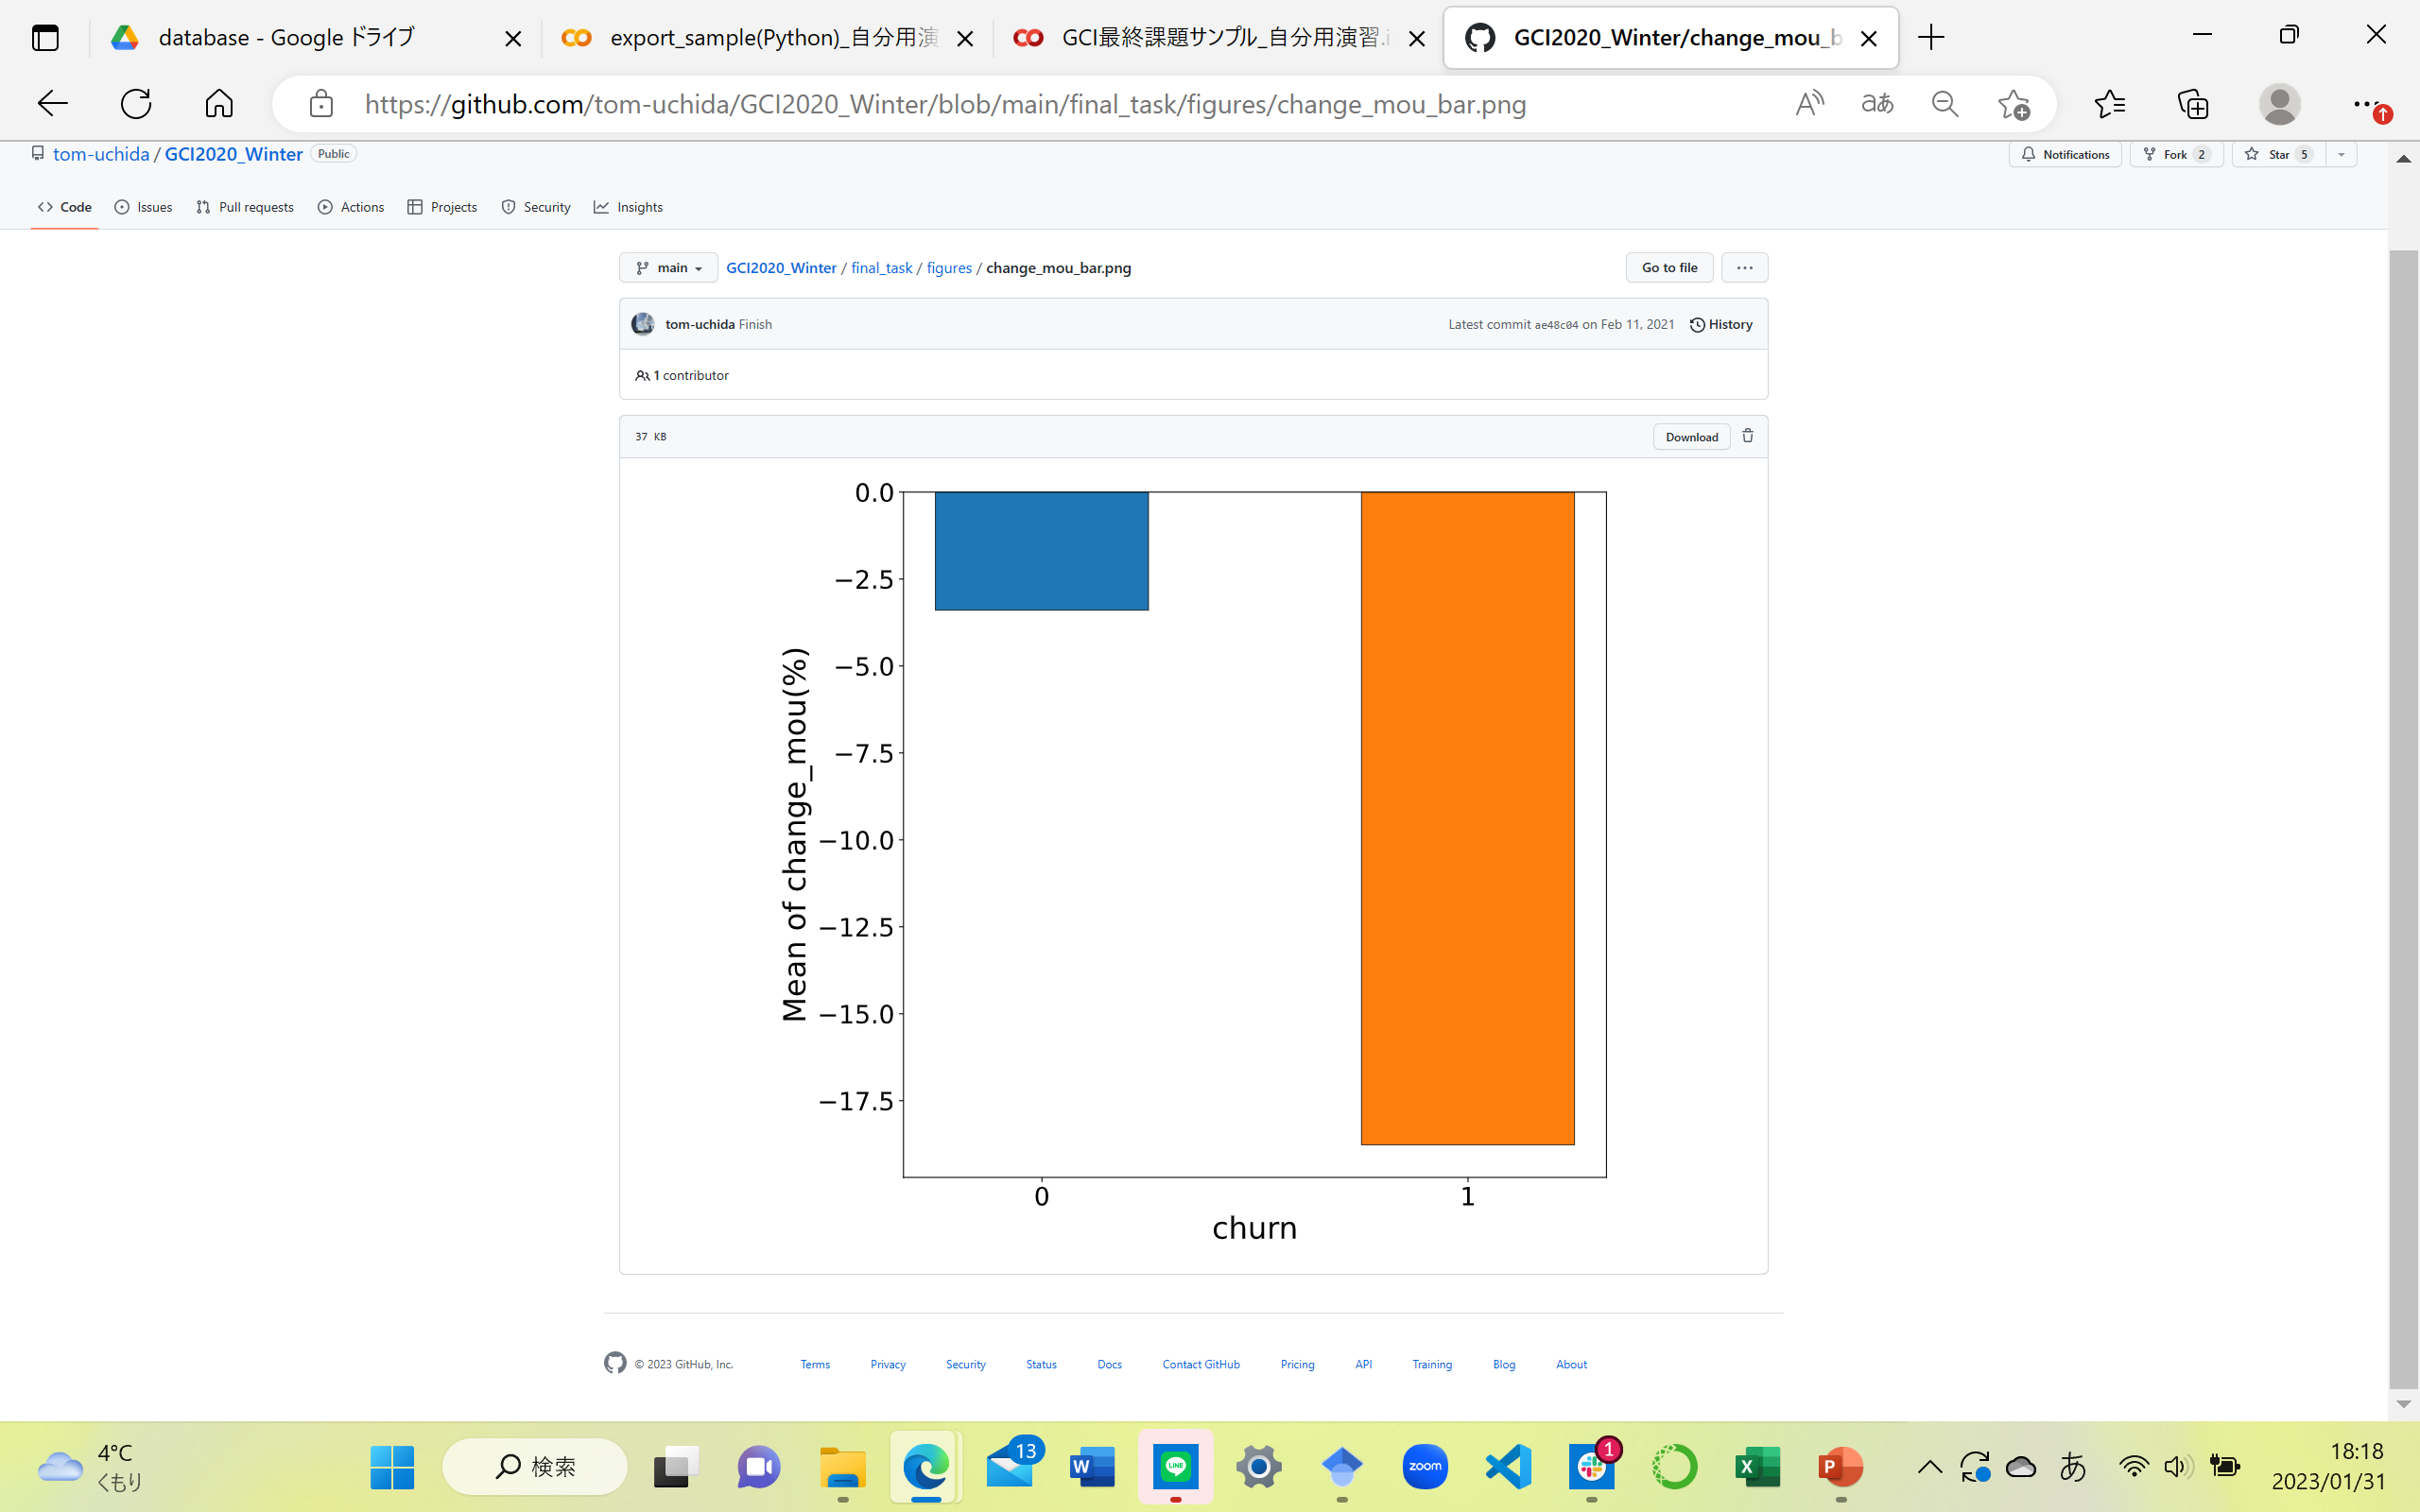 database - Google ドライブ
export_sample(Python)_自分用演
GCI最終課題サンプル_自分用演習.i
GCI2020_Winter/change_mou_b
https://github.com/tom-uchida/GCI2020_Winter/blob/main/final_task/figures/change_mou_bar.png
tom-uchida / GCI2020_Winter Public
Notifications Fork 2 Star 5
Code Issues Pull requests Actions Projects Security Insights
main GCI2020_Winter / final_task / figures / change_mou_bar.png Go to file
tom-uchida Finish Latest commit ae48c04 on Feb 11, 2021 History
1 contributor
37 KB Download
0.0
−2.5
−5.0
−7.5
−10.0
−12.5
−15.0
−17.5
Mean of change_mou(%)
0 1
churn
© 2023 GitHub, Inc. Terms Privacy Security Status Docs Contact GitHub Pricing API Training Blog About
4°C
くもり
検索
13
W
LINE
zoom
1
X
P
あ
18:18
2023/01/31